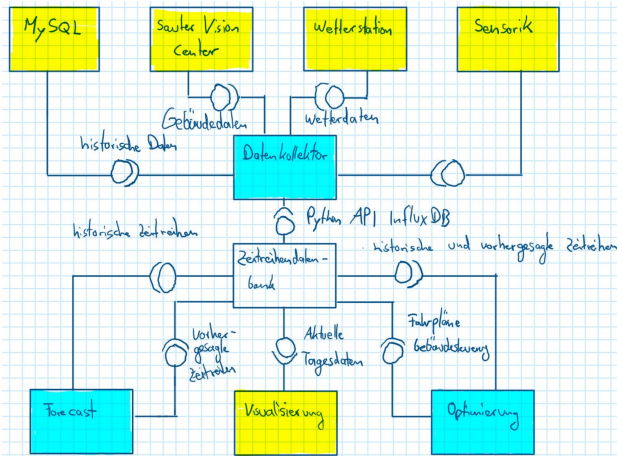 MySQL
Sauter Vision
Center
Wetterstation
Sensorik
Gebäudedaten
Wetterdaten
historische Daten
Datenkollektor
Python API InfluxDB
historische Zeitreihen
historische und vorhergesagte Zeitreihen
Zeitreihendaten-
bank
Vorher-
gesagte
Zeitreihen
Aktuelle
Tagesdaten
Fahrpläne
Gebäudesteuerung
Forecast
Visualisierung
Optimierung